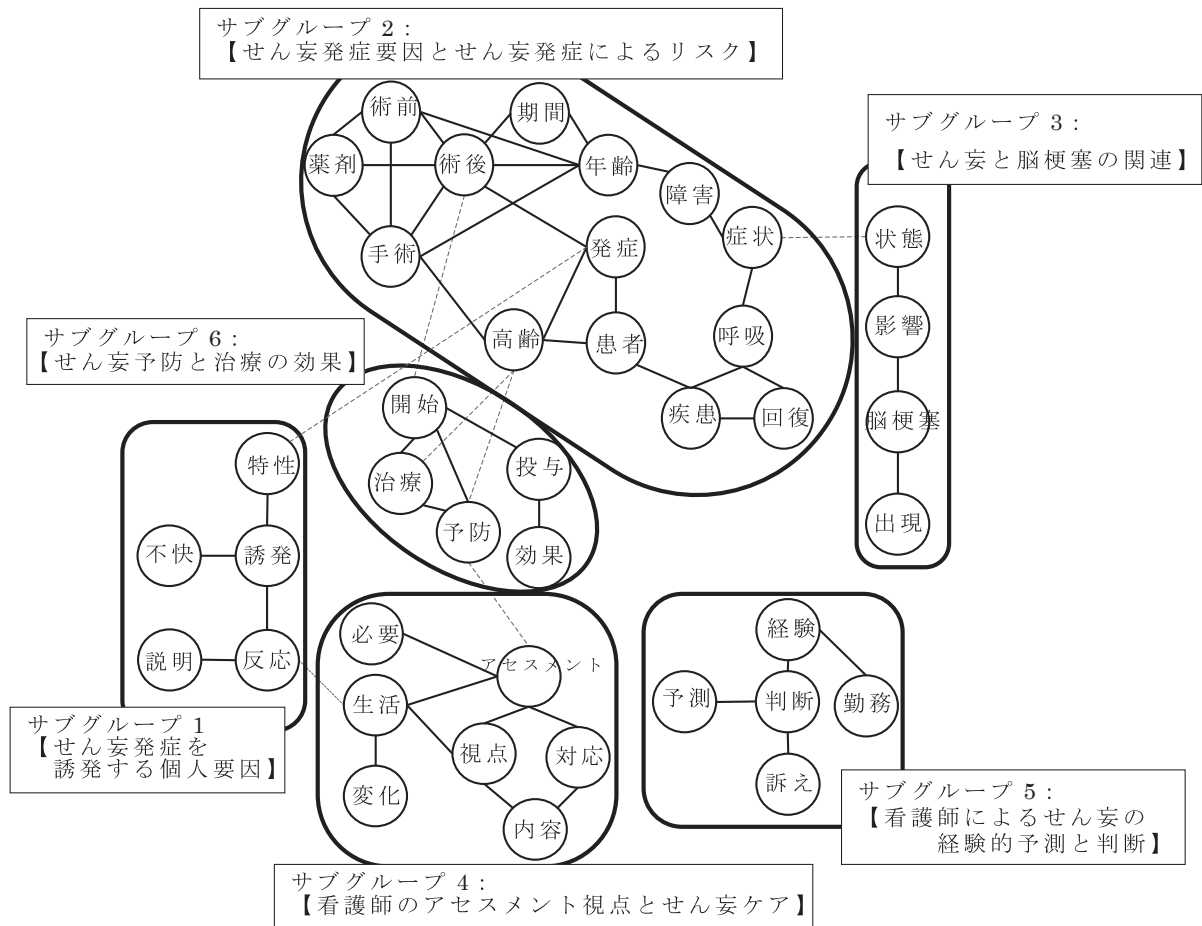 サブグループ 2：
【せん妄発症要因とせん妄発症によるリスク】
術前
期間
薬剤
術後
年齢
障害
手術
発症
症状
高齢
患者
呼吸
疾患
回復
サブグループ 3：
【せん妄と脳梗塞の関連】
状態
影響
脳梗塞
出現
サブグループ 6：
【せん妄予防と治療の効果】
開始
治療
投与
予防
効果
特性
不快
誘発
説明
反応
サブグループ 1
【せん妄発症を
誘発する個人要因】
必要
アセスメント
生活
視点
対応
変化
内容
サブグループ 4：
【看護師のアセスメント視点とせん妄ケア】
経験
予測
判断
勤務
訴え
サブグループ 5：
【看護師によるせん妄の
経験的予測と判断】